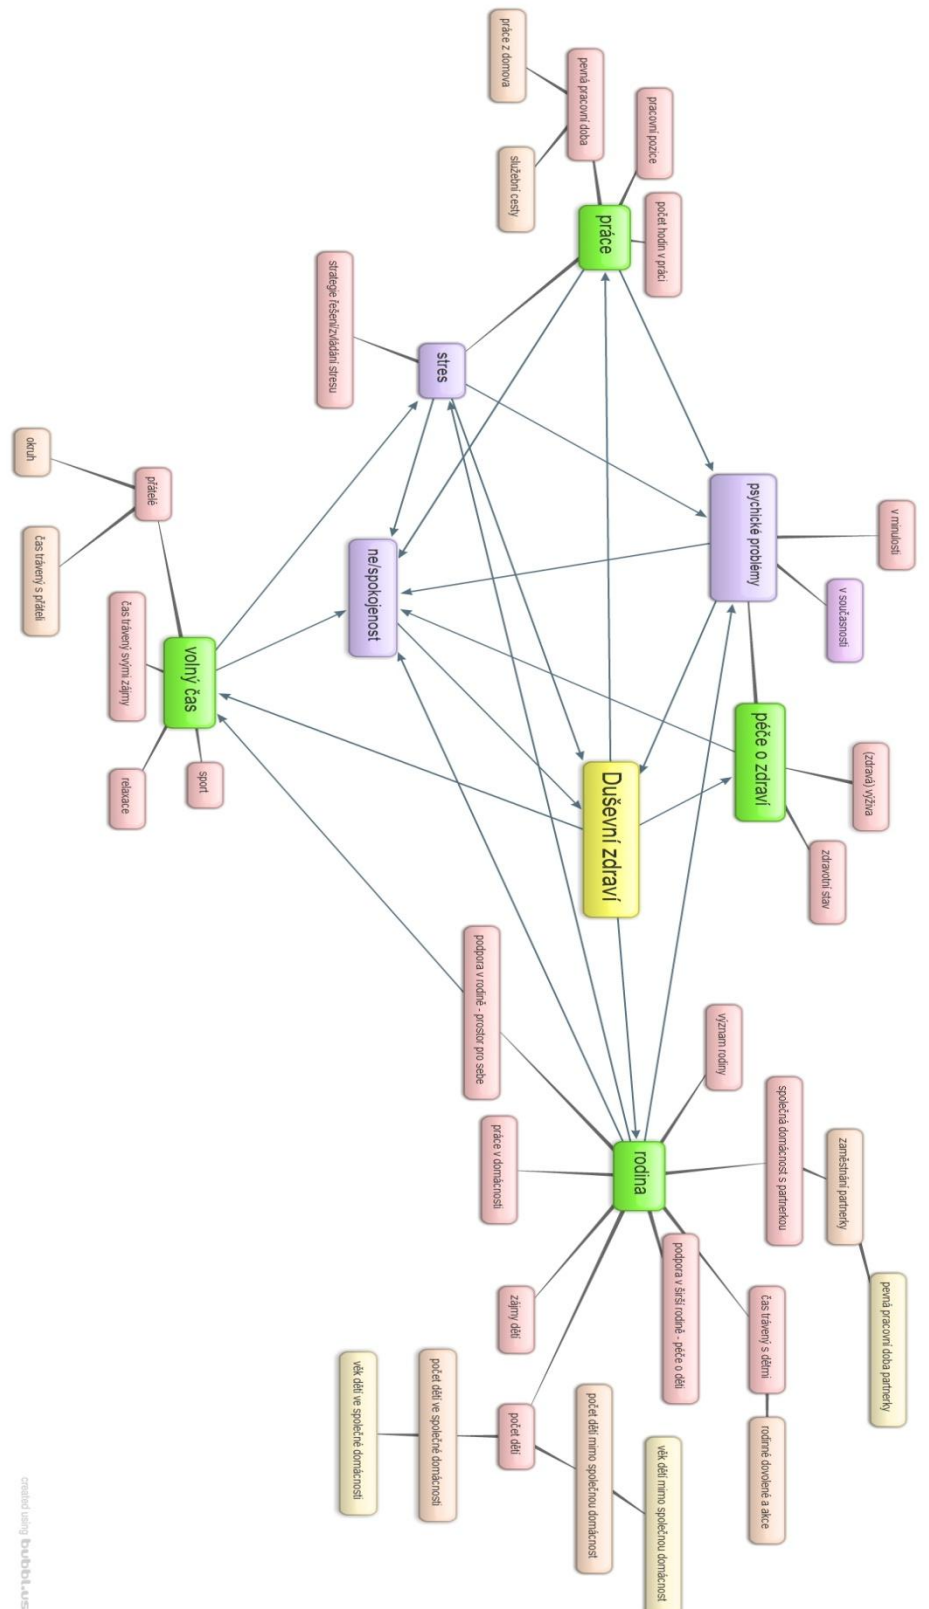 v minulosti
v současnosti
psychické problémy
(zdravá) výživa
zdravotní stav
péče o zdraví
pevná pracovní doba partnerky
zaměstnání partnerky
společná domácnost s partnerkou
význam rodiny
čas trávený s dětmi
rodinné dovolené a akce
pracovní pozice
počet hodin v práci
pevná pracovní doba
práce
práce z domova
služební cesty
Duševní zdraví
rodina
podpora v širší rodině - péče o děti
věk dětí mimo společnou domácnost
počet dětí mimo společnou domácnost
podpora v rodině - prostor pro sebe
práce v domácnosti
zájmy dětí
počet dětí
počet dětí ve společné domácnosti
věk dětí ve společné domácnosti
stres
strategie řešení/zvládání stresu
ne/spokojenost
volný čas
sport
přátelé
čas trávený svými zájmy
relaxace
okruh
čas trávený s přáteli
created using bubbl.us